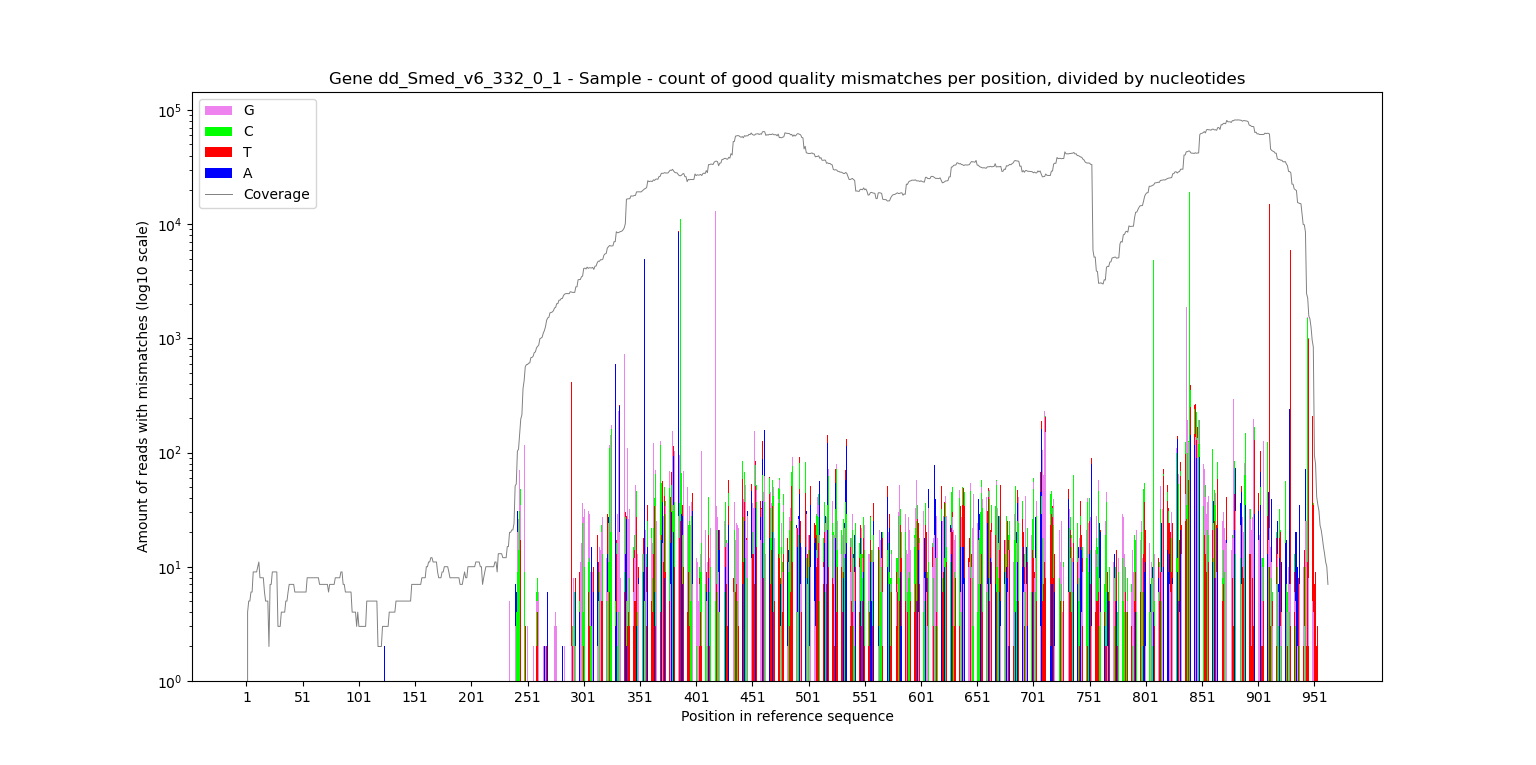 Gene dd_Smed_v6_332_0_1 - Sample - count of good quality mismatches per position, divided by nucleotides
G
C
T
A
Coverage
10^5
10^4
10^3
10^2
10^1
10^0
Amount of reads with mismatches (log10 scale)
1 51 101 151 201 251 301 351 401 451 501 551 601 651 701 751 801 851 901 951
Position in reference sequence